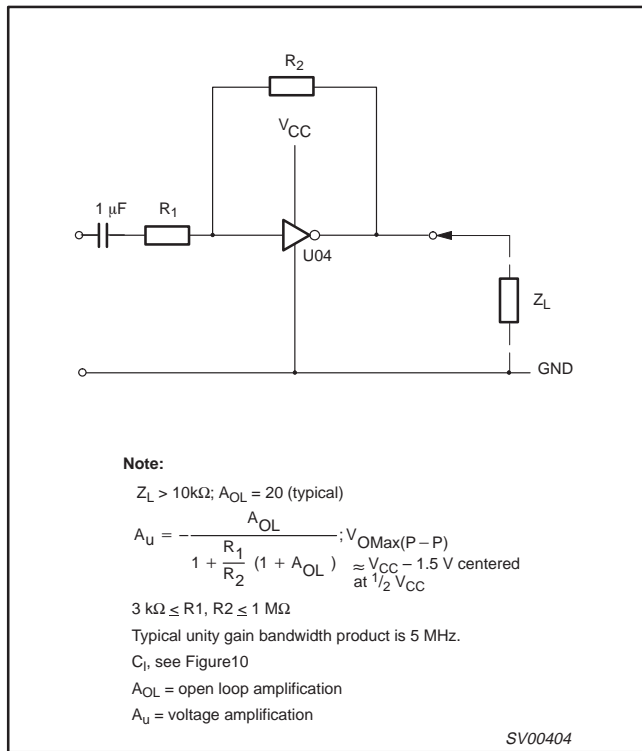 R2
VCC
1 μF
R1
U04
ZL
GND
Note:
ZL > 10kΩ; AOL = 20 (typical)
Au = − AOL / 1 + R1/R2 (1 + AOL) ; VOMax(P − P)
≈ VCC − 1.5 V centered
at 1/2 VCC
3 kΩ ≤ R1, R2 ≤ 1 MΩ
Typical unity gain bandwidth product is 5 MHz.
CI, see Figure10
AOL = open loop amplification
Au = voltage amplification
SV00404